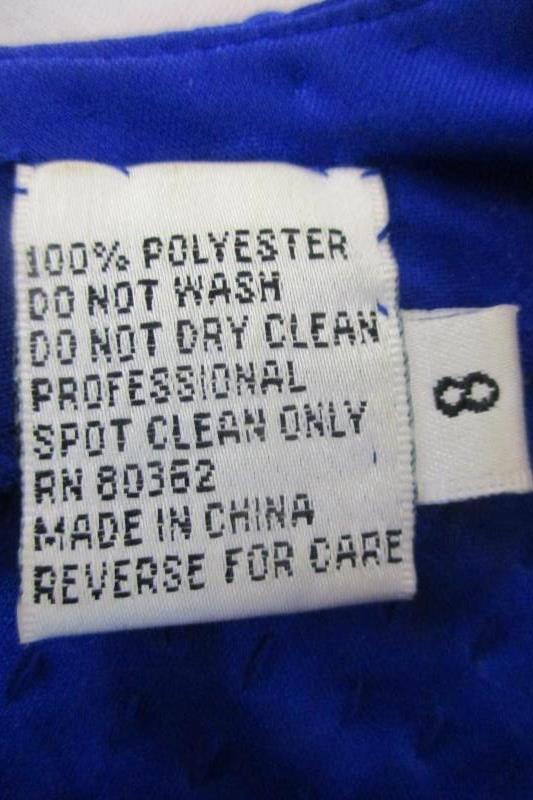 100% POLYESTER
DO NOT WASH
DO NOT DRY CLEAN
PROFESSIONAL
SPOT CLEAN ONLY
RN 80362
MADE IN CHINA
REVERSE FOR CARE
8